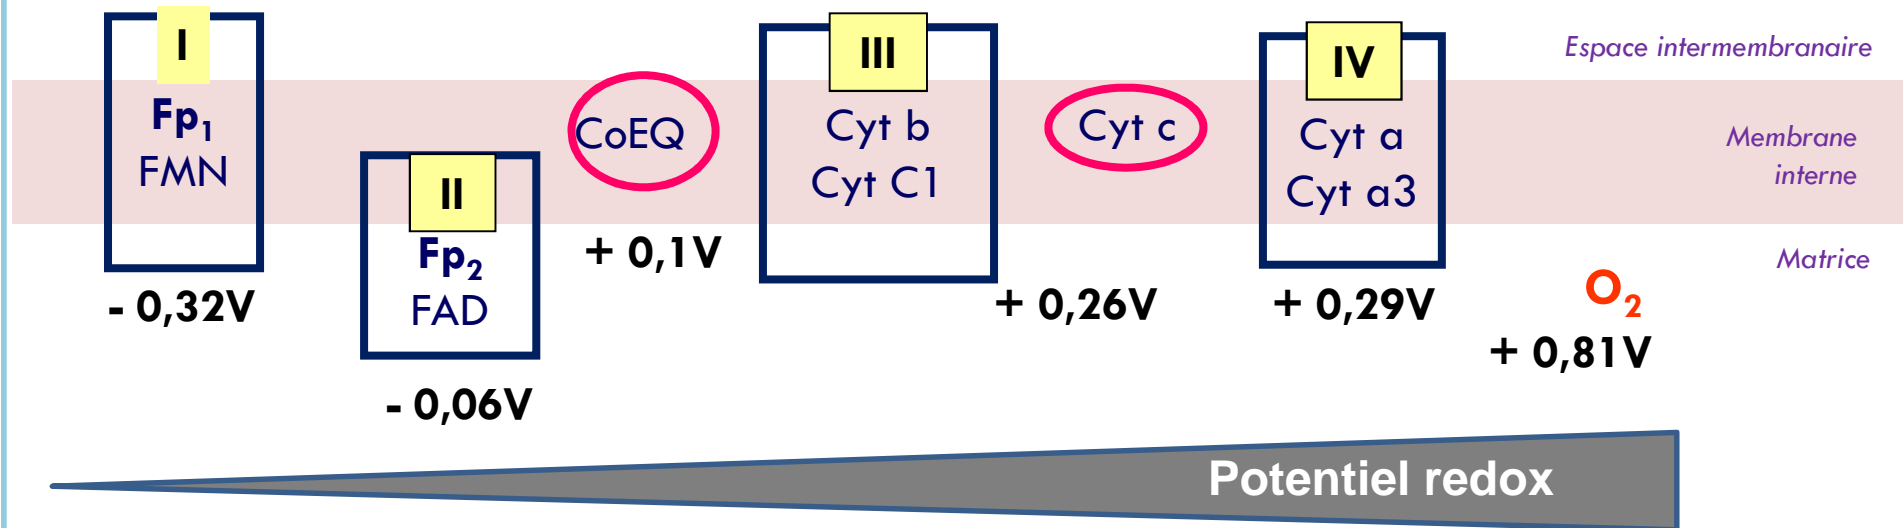 I
Fp1
FMN
- 0,32V
II
Fp2
FAD
- 0,06V
CoEQ
+ 0,1V
III
Cyt b
Cyt C1
+ 0,26V
Cyt c
IV
Cyt a
Cyt a3
+ 0,29V
O2
+ 0,81V
Espace intermembranaire
Membrane
interne
Matrice
Potentiel redox